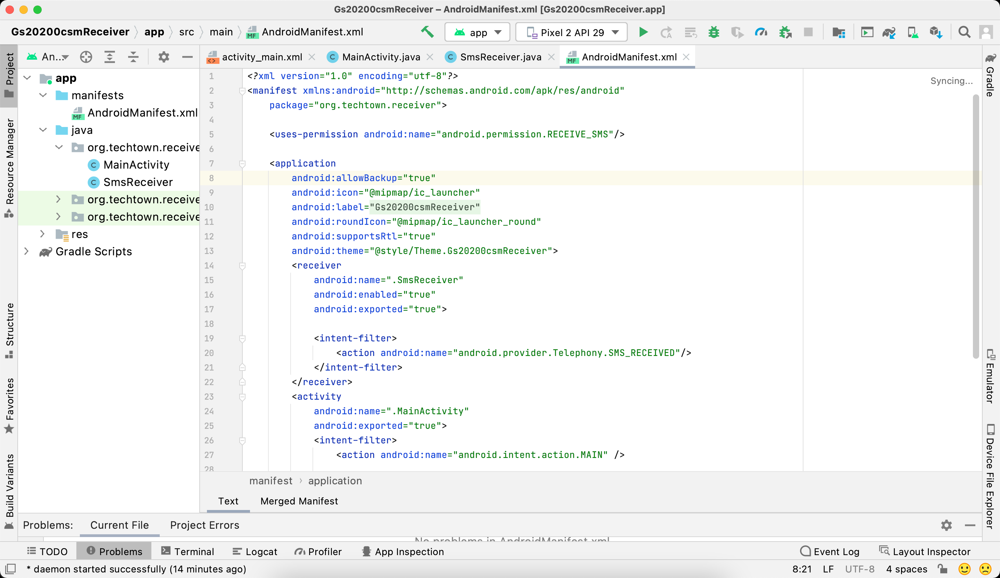 Gs20200csmReceiver – AndroidManifest.xml [Gs20200csmReceiver.app]
Gs20200csmReceiver app src main AndroidManifest.xml app Pixel 2 API 29
Project
Resource Manager
Structure
Favorites
Build Variants
An...
app
manifests
AndroidManifest.xml
java
org.techtown.receive
MainActivity
SmsReceiver
org.techtown.receive
org.techtown.receive
res
Gradle Scripts
activity_main.xml MainActivity.java SmsReceiver.java AndroidManifest.xml
Syncing...
1 <?xml version="1.0" encoding="utf-8"?>
2 <manifest xmlns:android="http://schemas.android.com/apk/res/android"
3 package="org.techtown.receiver">
4
5 <uses-permission android:name="android.permission.RECEIVE_SMS"/>
6
7 <application
8 android:allowBackup="true"
9 android:icon="@mipmap/ic_launcher"
10 android:label="Gs20200csmReceiver"
11 android:roundIcon="@mipmap/ic_launcher_round"
12 android:supportsRtl="true"
13 android:theme="@style/Theme.Gs20200csmReceiver">
14 <receiver
15 android:name=".SmsReceiver"
16 android:enabled="true"
17 android:exported="true">
18
19 <intent-filter>
20 <action android:name="android.provider.Telephony.SMS_RECEIVED"/>
21 </intent-filter>
22 </receiver>
23 <activity
24 android:name=".MainActivity"
25 android:exported="true">
26 <intent-filter>
27 <action android:name="android.intent.action.MAIN" />
28
manifest application
Text Merged Manifest
Gradle
Emulator
Device File Explorer
Problems: Current File Project Errors
No problems in AndroidManifest.xml
TODO Problems Terminal Logcat Profiler App Inspection Event Log Layout Inspector
* daemon started successfully (14 minutes ago) 8:21 LF UTF-8 4 spaces